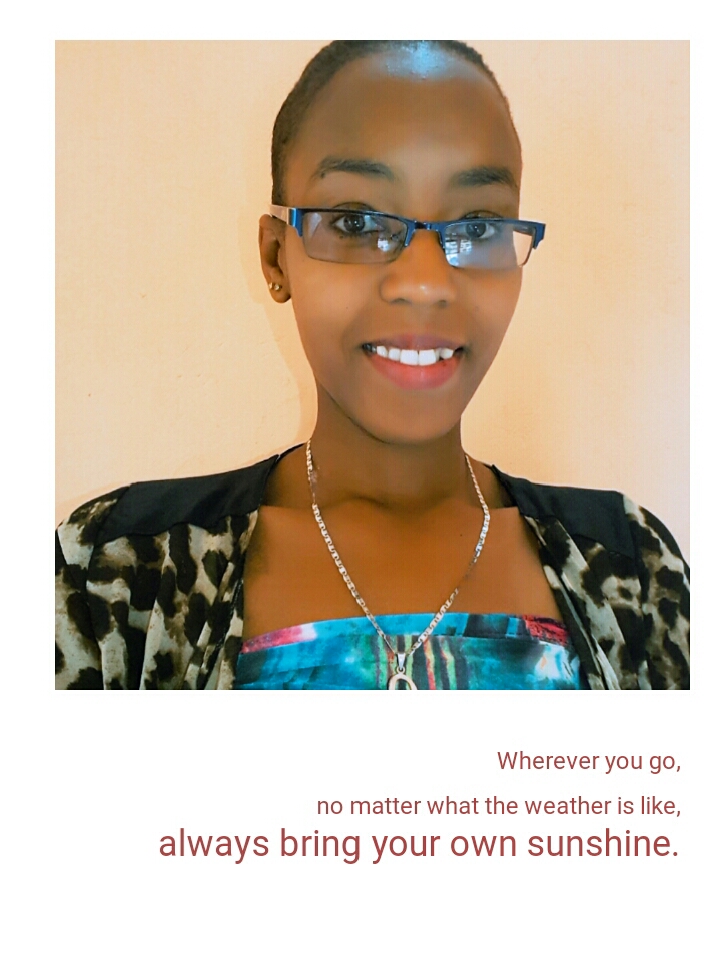 Wherever you go,
no matter what the weather is like,
always bring your own sunshine.